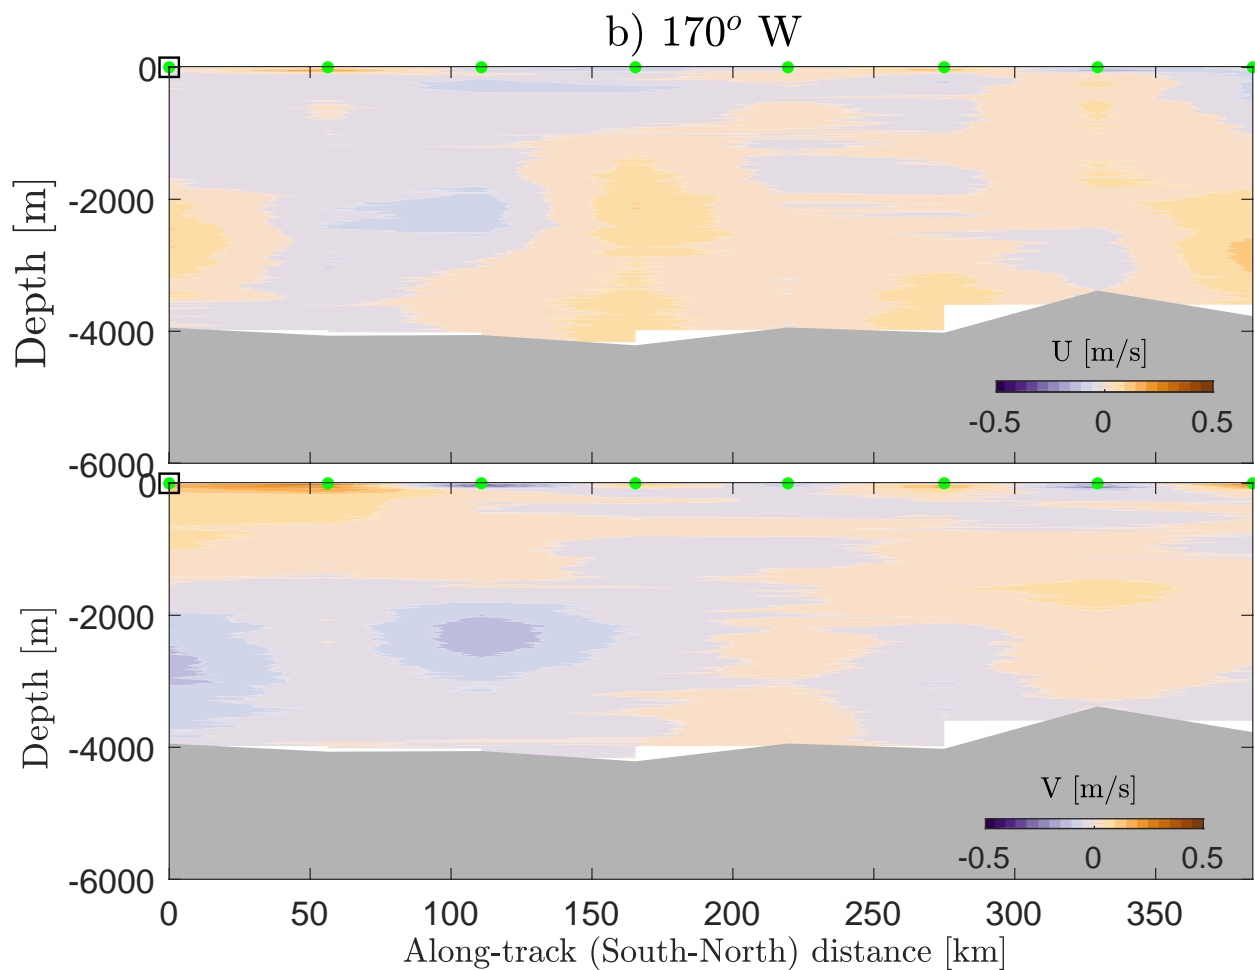 b) 170º W
0
-2000
-4000
-6000
Depth [m]
U [m/s]
-0.5 0 0.5
0
-2000
-4000
-6000
Depth [m]
V [m/s]
-0.5 0 0.5
0 50 100 150 200 250 300 350
Along-track (South-North) distance [km]